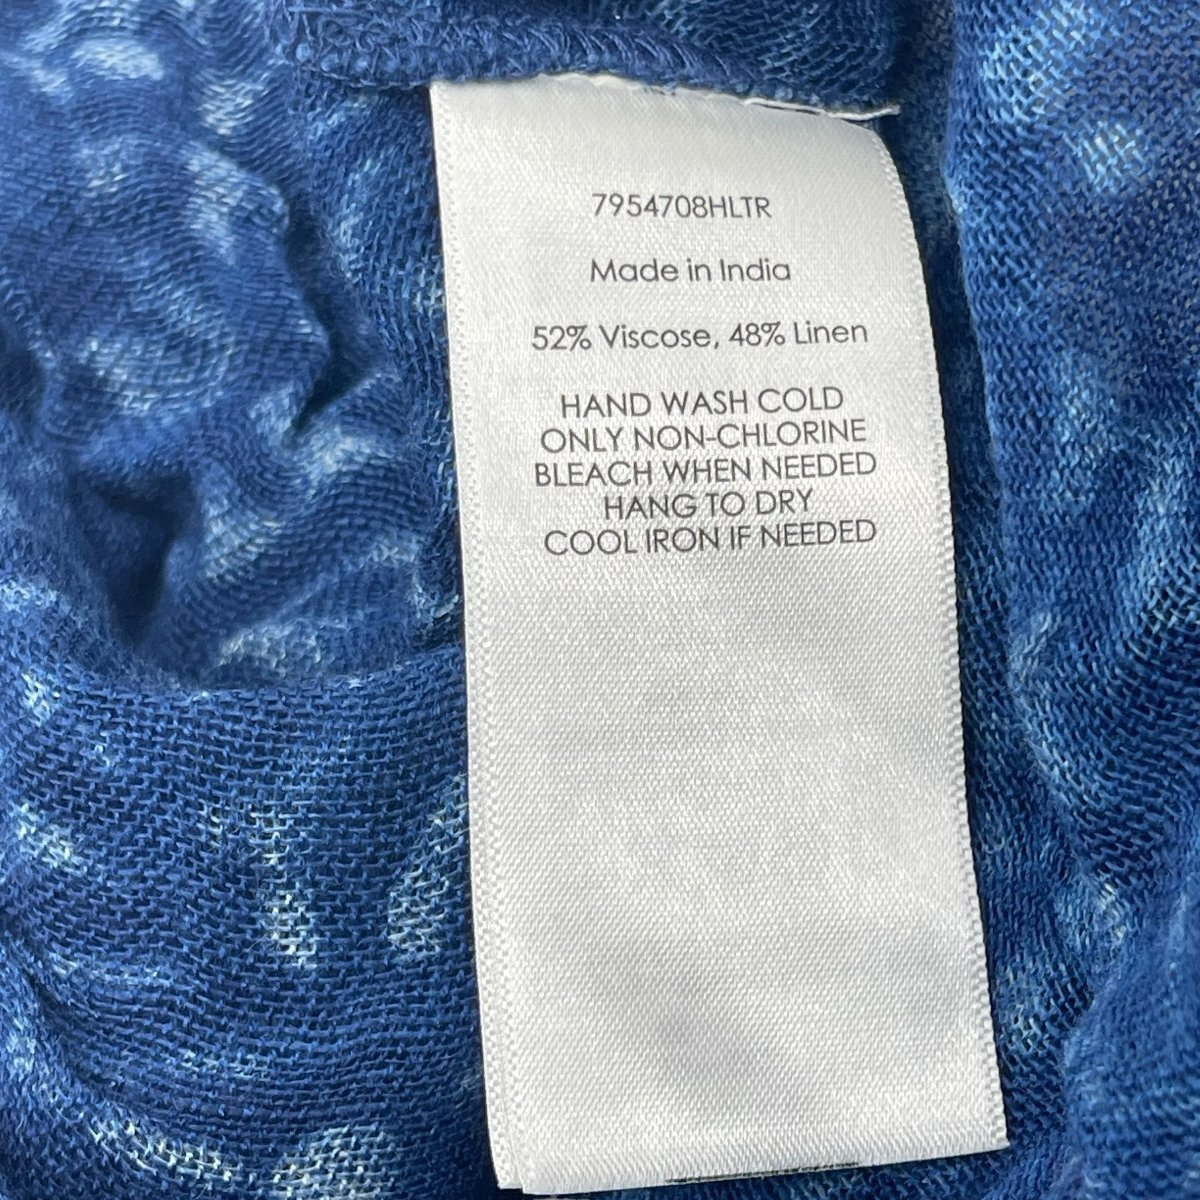 7954708HLTR
Made in India
52% Viscose, 48% Linen
HAND WASH COLD
ONLY NON-CHLORINE
BLEACH WHEN NEEDED
HANG TO DRY
COOL IRON IF NEEDED